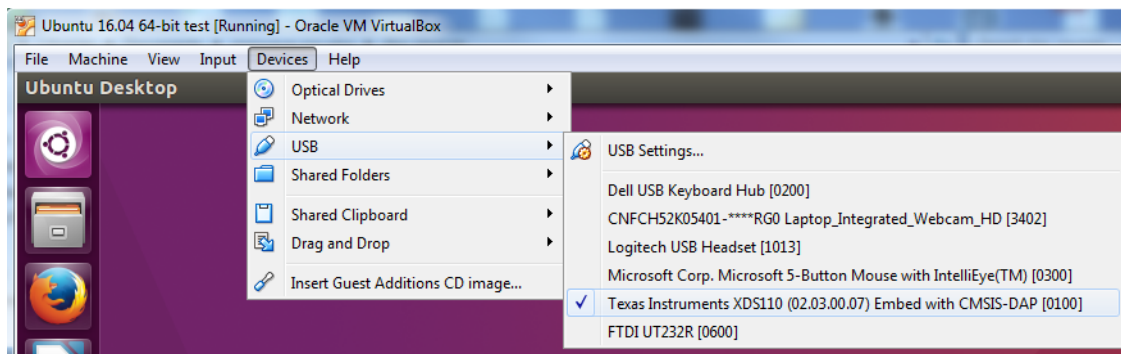 Ubuntu 16.04 64-bit test [Running] - Oracle VM VirtualBox
File Machine View Input Devices Help
Ubuntu Desktop
Optical Drives
Network
USB
Shared Folders
Shared Clipboard
Drag and Drop
Insert Guest Additions CD image...
USB Settings...
Dell USB Keyboard Hub [0200]
CNFCH52K05401-****RG0 Laptop_Integrated_Webcam_HD [3402]
Logitech USB Headset [1013]
Microsoft Corp. Microsoft 5-Button Mouse with IntelliEye(TM) [0300]
Texas Instruments XDS110 (02.03.00.07) Embed with CMSIS-DAP [0100]
FTDI UT232R [0600]